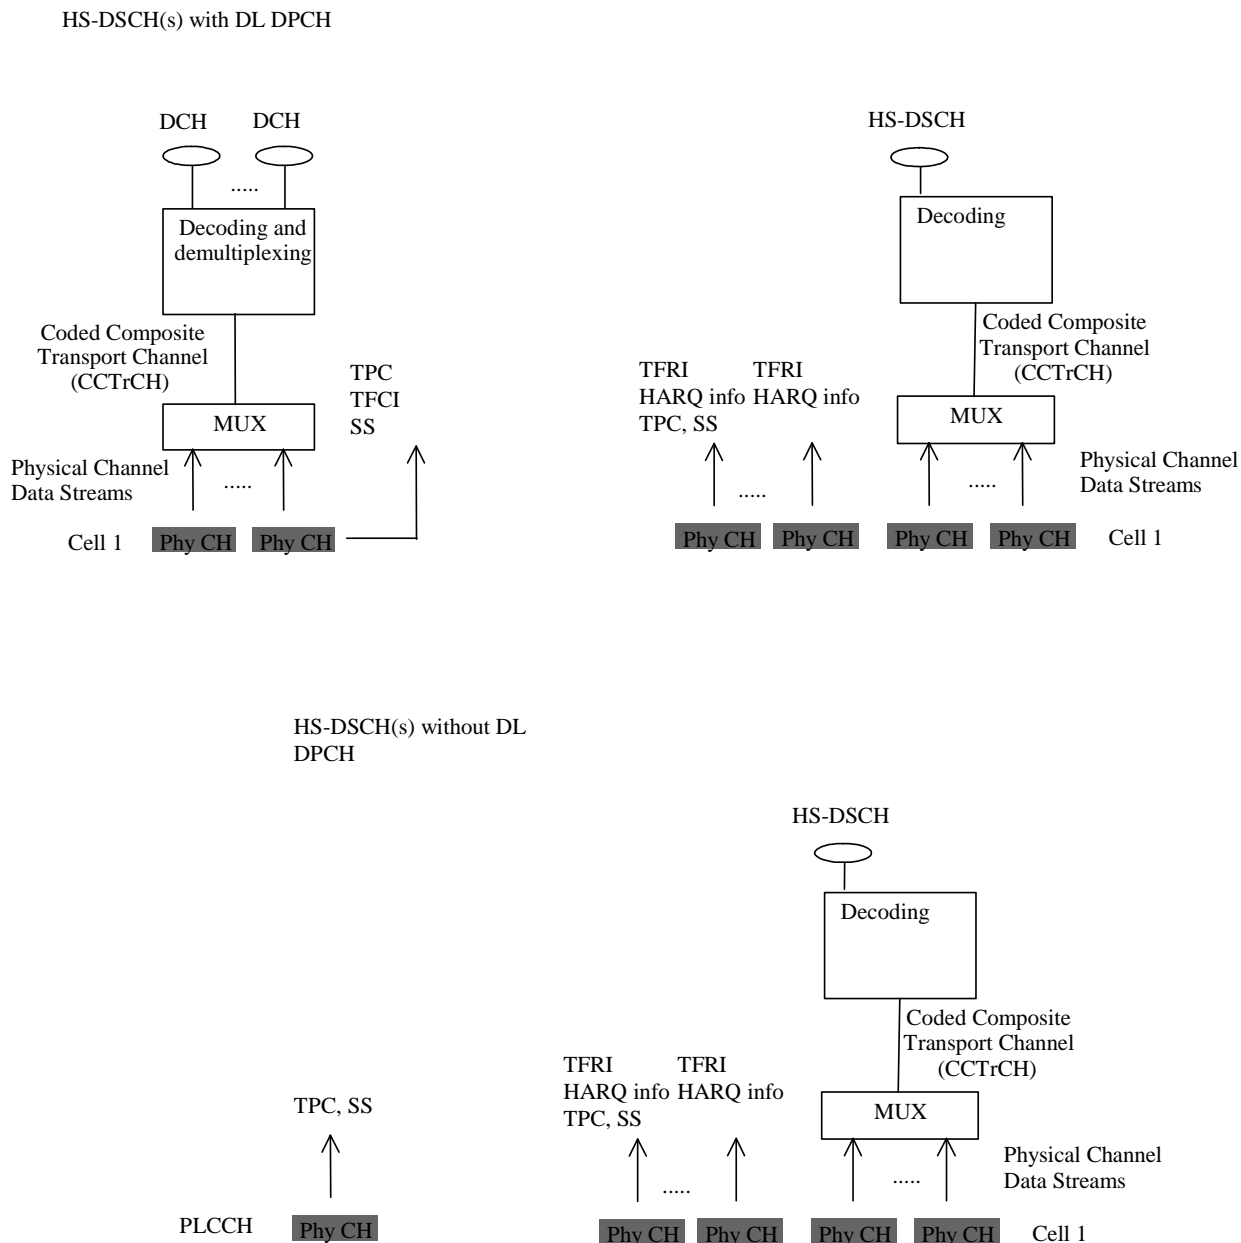 HS-DSCH(s) with DL DPCH
DCH
DCH
.....
Decoding and
demultiplexing
Coded Composite
Transport Channel
(CCTrCH)
TPC
TFCI
SS
MUX
Physical Channel
Data Streams
.....
Cell 1
Phy CH
Phy CH
HS-DSCH
Decoding
Coded Composite
Transport Channel
(CCTrCH)
TFRI
HARQ info
TPC, SS
TFRI
HARQ info
MUX
.....
.....
Physical Channel
Data Streams
Phy CH
Phy CH
Phy CH
Phy CH
Cell 1
HS-DSCH(s) without DL
DPCH
HS-DSCH
Decoding
Coded Composite
Transport Channel
(CCTrCH)
TFRI
HARQ info
TPC, SS
TFRI
HARQ info
MUX
TPC, SS
.....
.....
Physical Channel
Data Streams
PLCCH
Phy CH
Phy CH
Phy CH
Phy CH
Phy CH
Cell 1